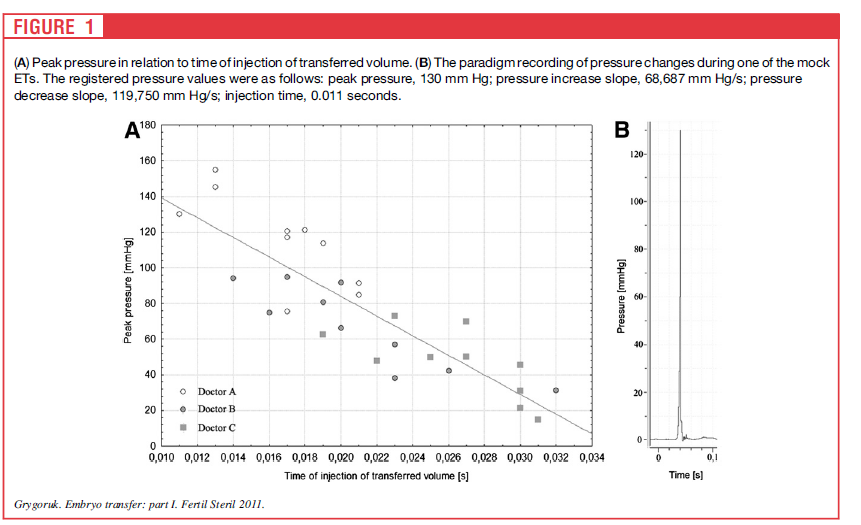 FIGURE 1
(A) Peak pressure in relation to time of injection of transferred volume. (B) The paradigm recording of pressure changes during one of the mock
ETs. The registered pressure values were as follows: peak pressure, 130 mm Hg; pressure increase slope, 68,687 mm Hg/s; pressure
decrease slope, 119,750 mm Hg/s; injection time, 0.011 seconds.
A
180
160
140
120
100
80
60
40
20
0
Peak pressure [mmHg]
Doctor A
Doctor B
Doctor C
0,010 0,012 0,014 0,016 0,018 0,020 0,022 0,024 0,026 0,028 0,030 0,032 0,034
Time of injection of transferred volume [s]
B
120
100
80
60
40
20
0
Pressure [mmHg]
0 0,1
Time [s]
Grygoruk. Embryo transfer: part I. Fertil Steril 2011.